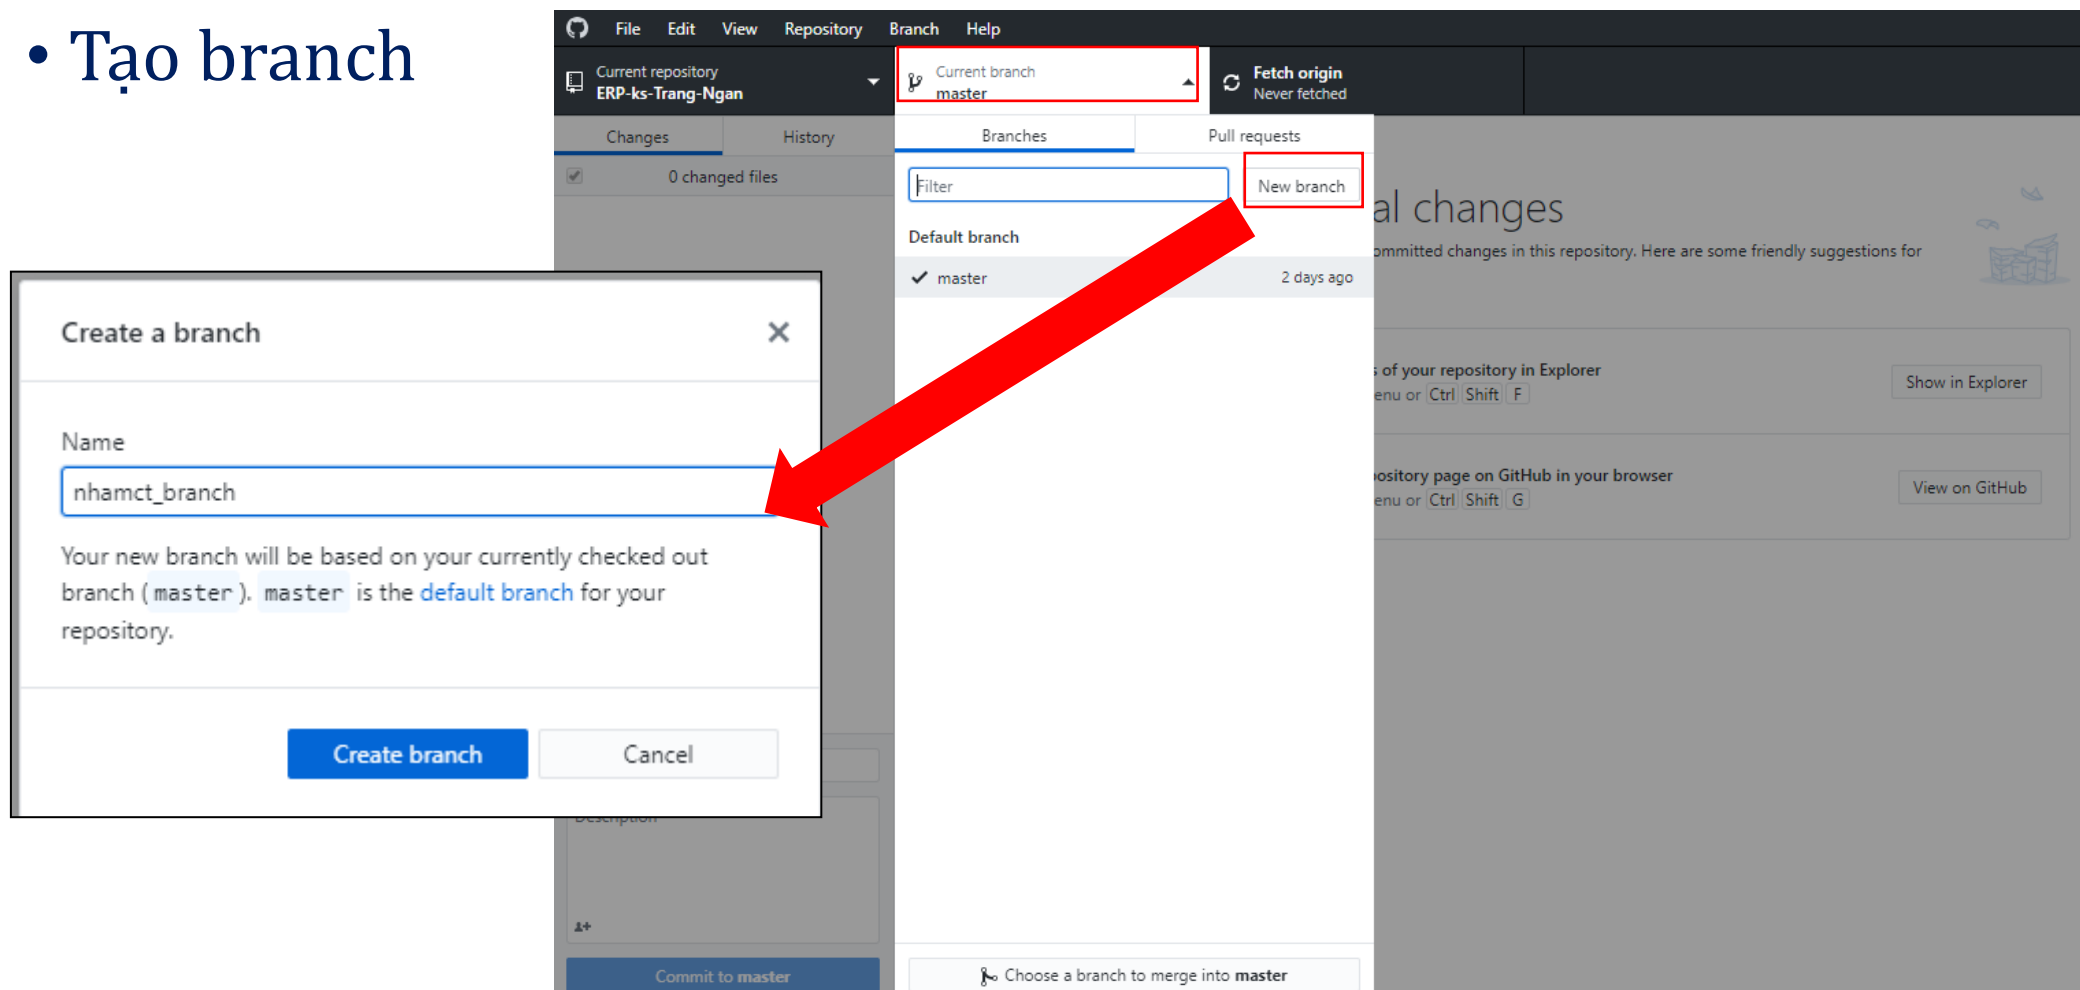 • Tạo branch
File Edit View Repository Branch Help
Current repository
ERP-ks-Trang-Ngan
Current branch
master
Fetch origin
Never fetched
Changes History
Branches Pull requests
0 changed files
Filter
New branch
Default branch
master 2 days ago
al changes
ommitted changes in this repository. Here are some friendly suggestions for
s of your repository in Explorer
enu or Ctrl Shift F
Show in Explorer
ository page on GitHub in your browser
enu or Ctrl Shift G
View on GitHub
Create a branch
Name
nhamct_branch
Your new branch will be based on your currently checked out
branch (master). master is the default branch for your
repository.
Create branch Cancel
Description
Commit to master
Choose a branch to merge into master